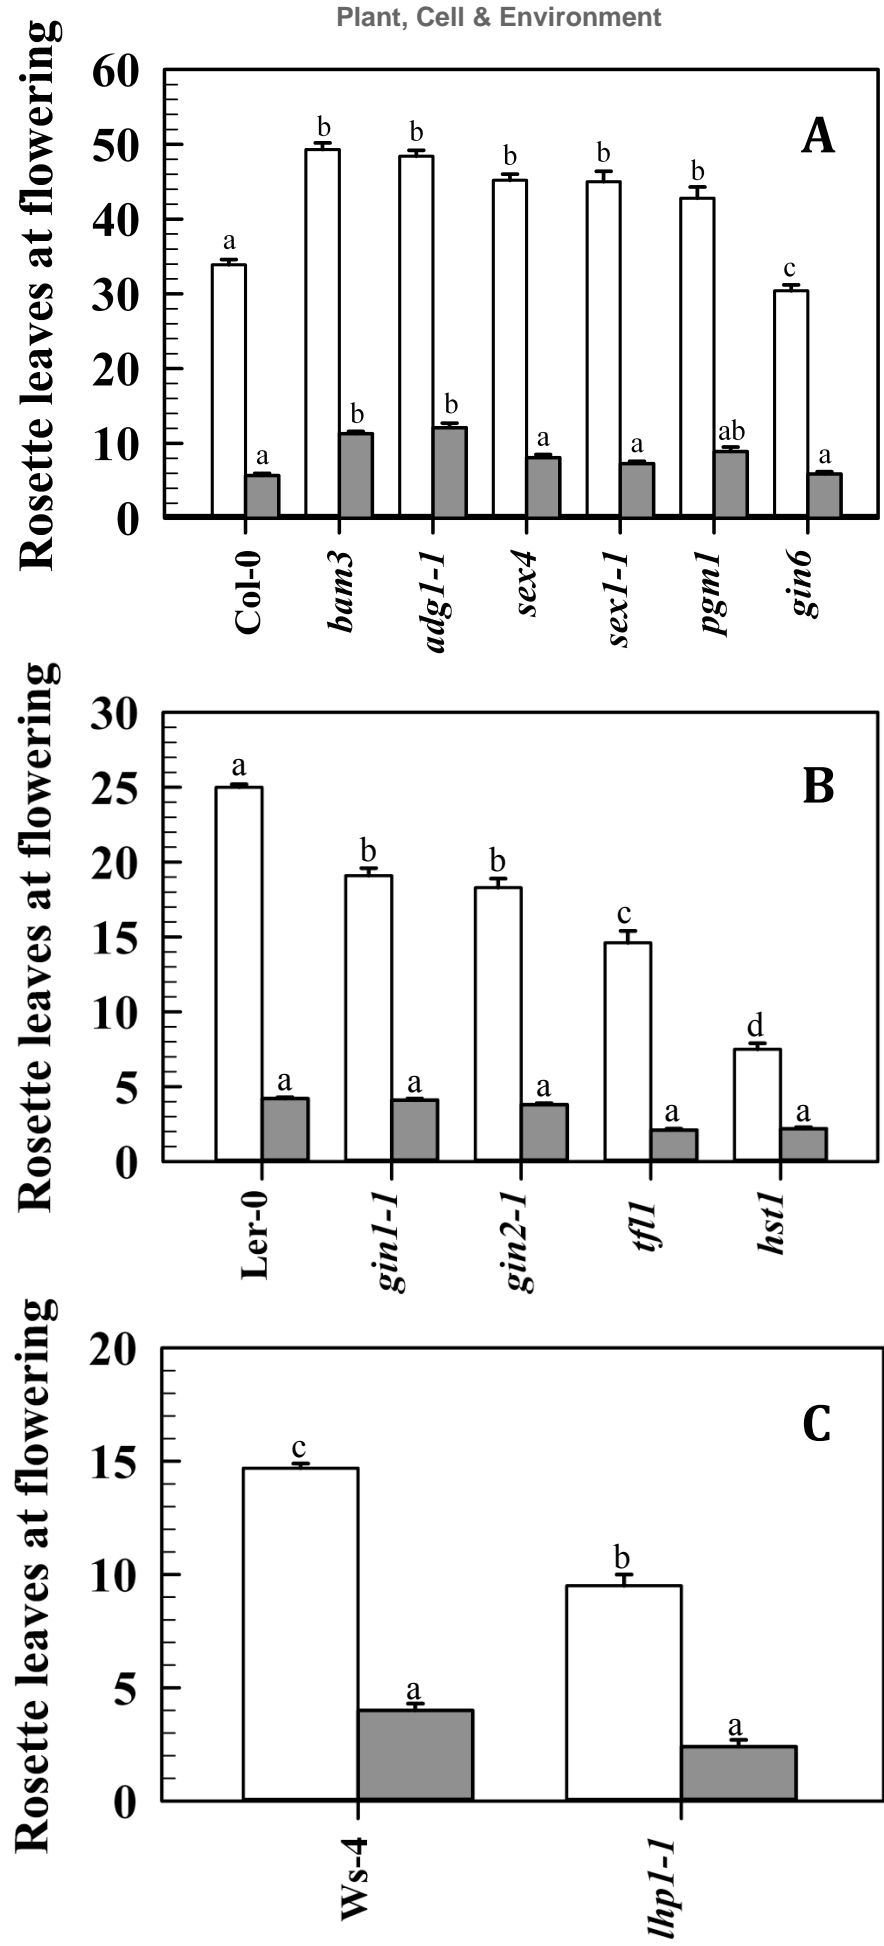 Plant, Cell & Environment
Rosette leaves at flowering
60
50
40
30
20
10
0
A
a
b
b
b
b
b
c
a
b
b
a
a
ab
a
Col-0
bam3
adg1-1
sex4
sex1-1
pgm1
gin6
Rosette leaves at flowering
30
25
20
15
10
5
0
B
a
b
b
c
d
a
a
a
a
a
Ler-0
gin1-1
gin2-1
tfl1
hst1
Rosette leaves at flowering
20
15
10
5
0
C
c
b
a
a
Ws-4
lhp1-1